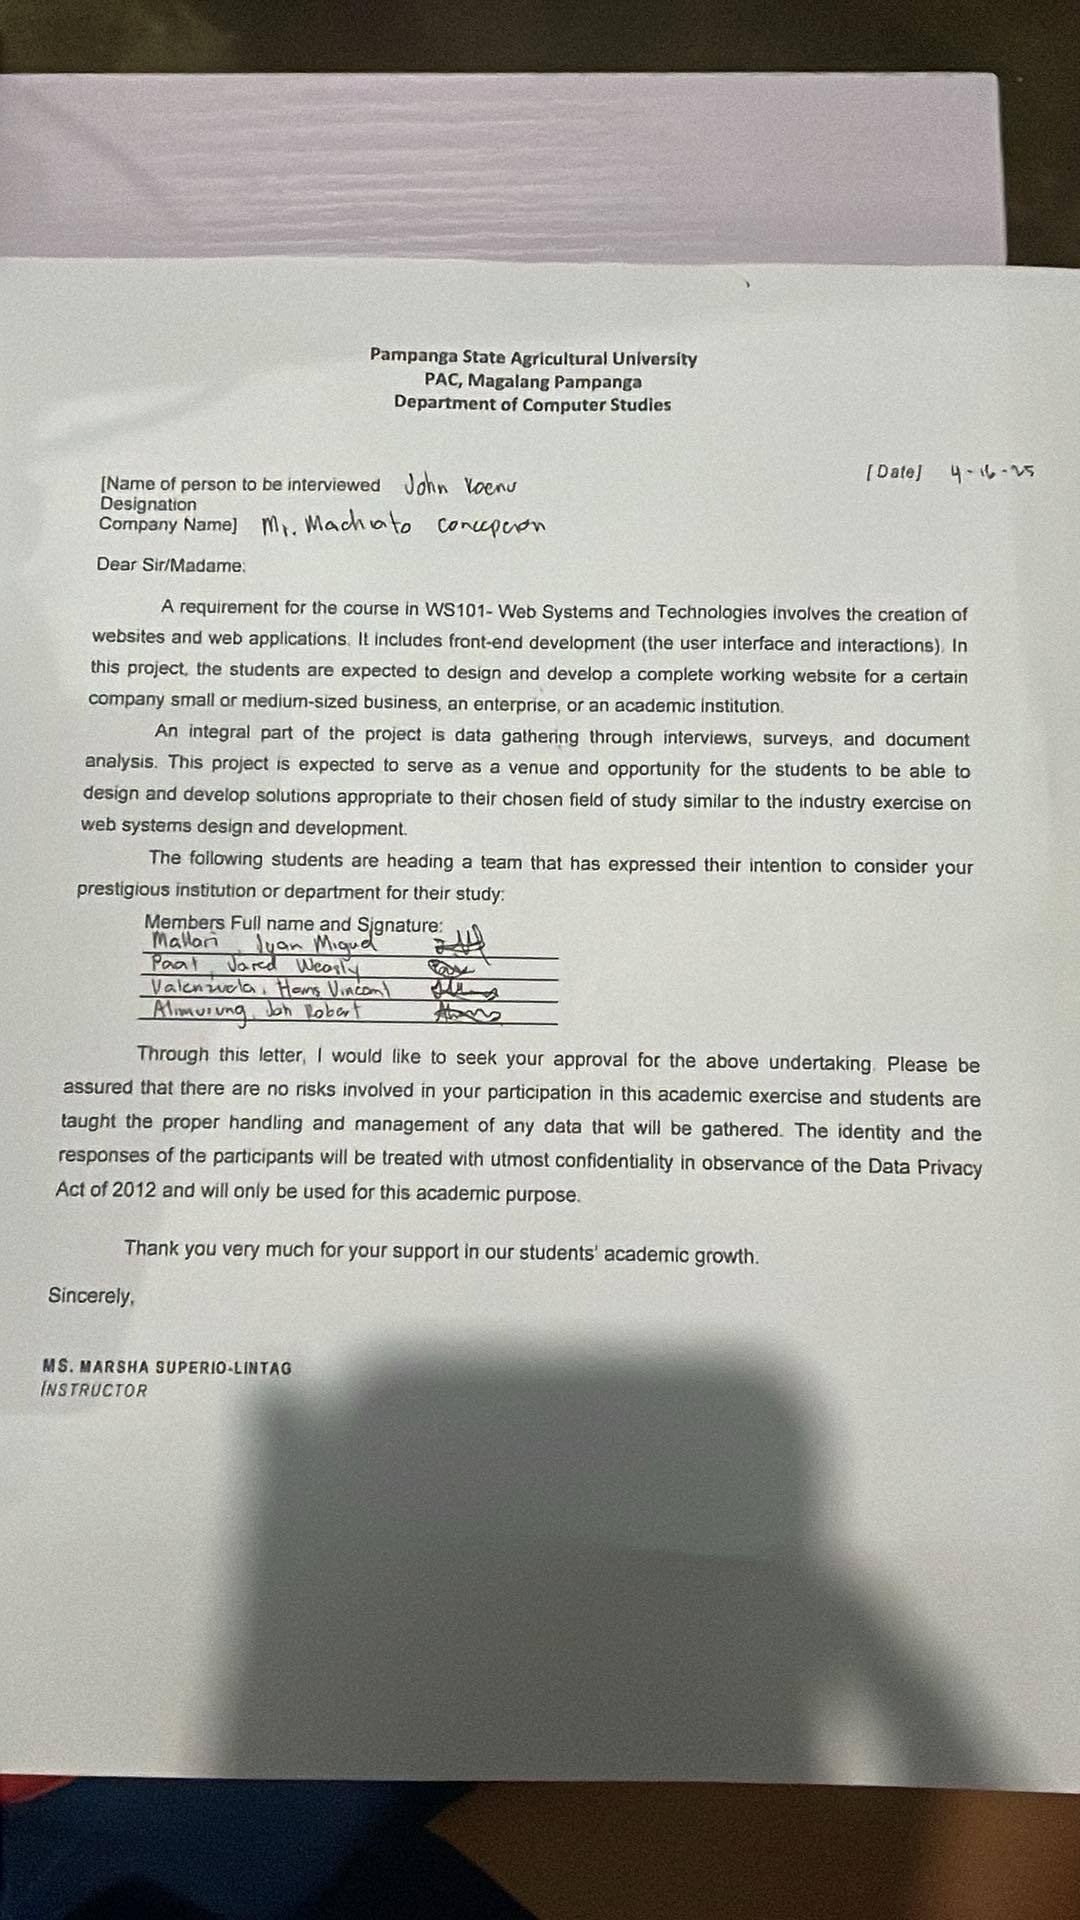 Pampanga State Agricultural University
PAC, Magalang Pampanga
Department of Computer Studies
[Date] 4-16-25
[Name of person to be interviewed John
Designation
Company Name] Mr. Machiato
Dear Sir/Madame:
A requirement for the course in WS101- Web Systems and Technologies involves the creation of
websites and web applications. It includes front-end development (the user interface and interactions). In
this project, the students are expected to design and develop a complete working website for a certain
company small or medium-sized business, an enterprise, or an academic institution.
An integral part of the project is data gathering through interviews, surveys, and document
analysis. This project is expected to serve as a venue and opportunity for the students to be able to
design and develop solutions appropriate to their chosen field of study similar to the industry exercise on
web systems design and development.
The following students are heading a team that has expressed their intention to consider your
prestigious institution or department for their study:
Members Full name and Signature:
Mallari, Iyan Miguel
Paat, Jared Weasly
Valenzuela, Hans Vincent
Alimurung, Joh Robert
Through this letter, I would like to seek your approval for the above undertaking. Please be
assured that there are no risks involved in your participation in this academic exercise and students are
taught the proper handling and management of any data that will be gathered. The identity and the
responses of the participants will be treated with utmost confidentiality in observance of the Data Privacy
Act of 2012 and will only be used for this academic purpose.
Thank you very much for your support in our students' academic growth.
Sincerely,
MS. MARSHA SUPERIO-LINTAG
INSTRUCTOR